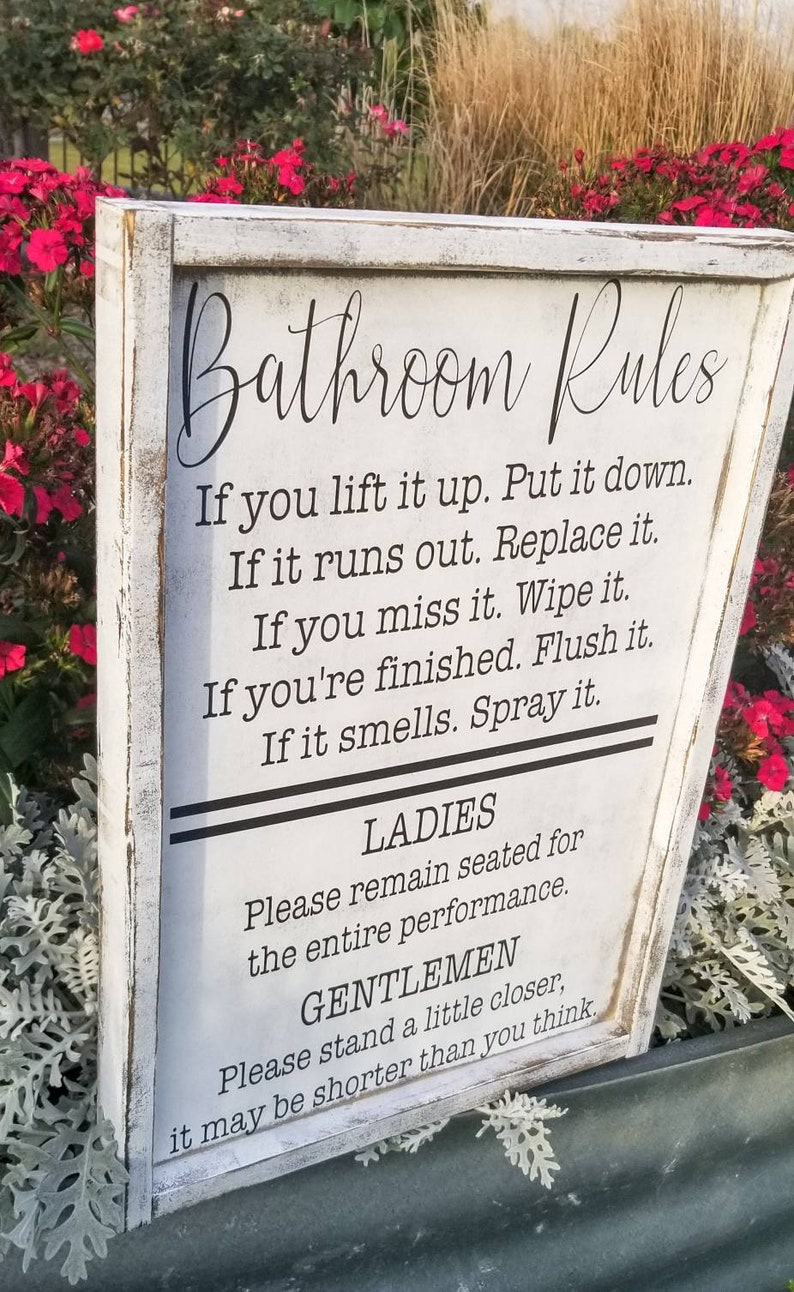 Bathroom Rules
If you lift it up. Put it down.
If it runs out. Replace it.
If you miss it. Wipe it.
If you're finished. Flush it.
If it smells. Spray it.
LADIES
Please remain seated for
the entire performance.
GENTLEMEN
Please stand a little closer,
it may be shorter than you think.